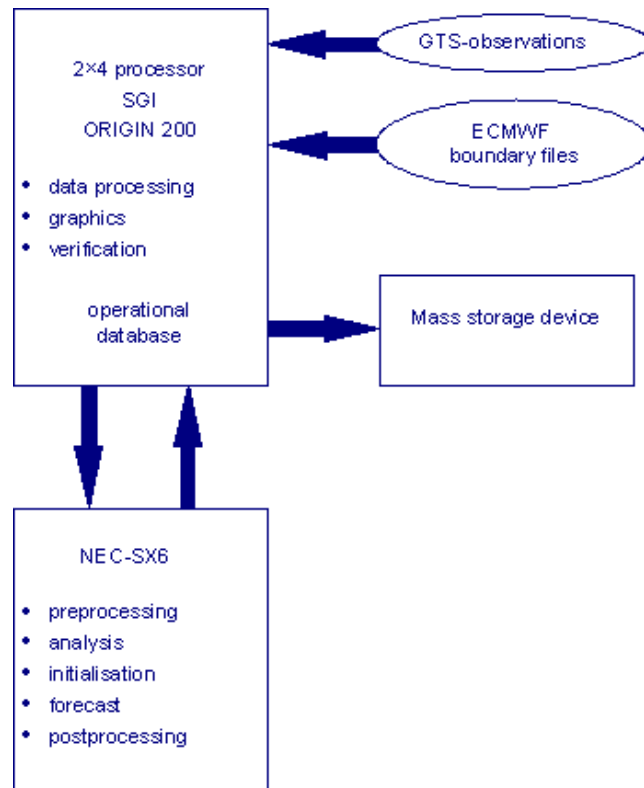 2×4 processor
SGI
ORIGIN 200
• data processing
• graphics
• verification
operational
database
GTS-observations
ECMWF
boundary files
Mass storage device
NEC-SX6
• preprocessing
• analysis
• initialisation
• forecast
• postprocessing